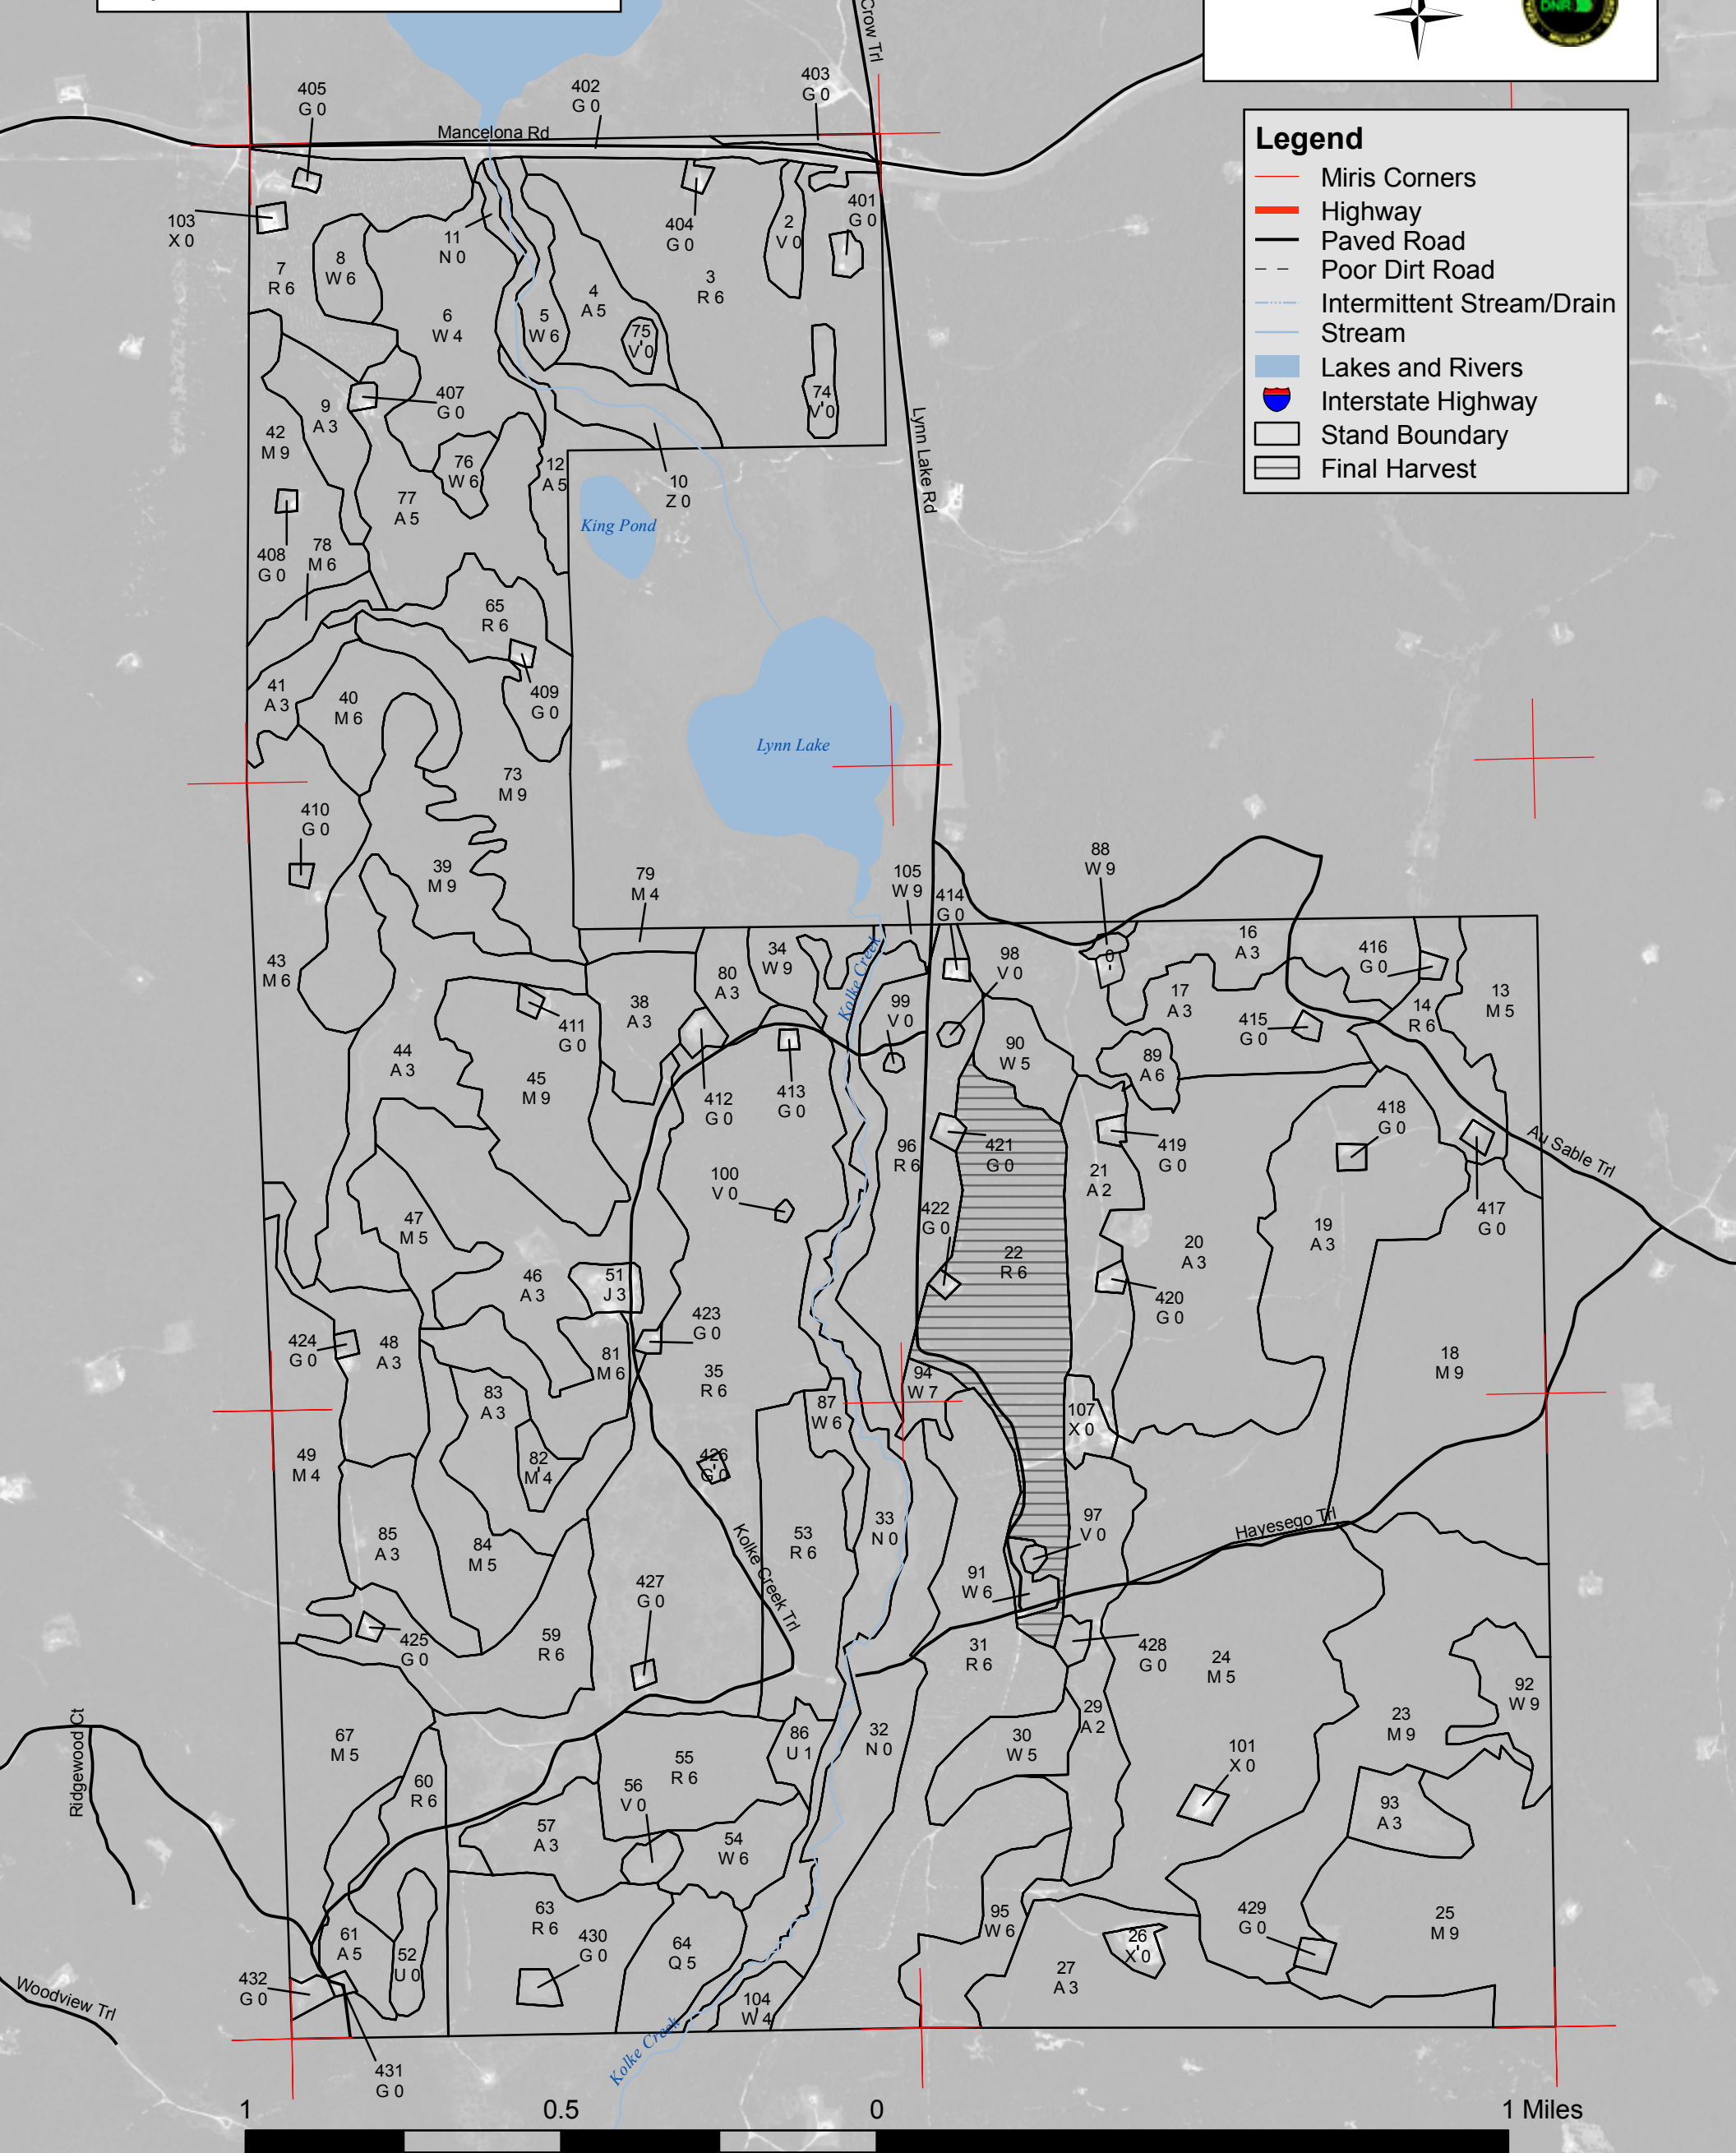 DNR
MICHIGAN
Crow Trl
405
G 0
402
G 0
403
G 0
Mancelona Rd
Legend
Miris Corners
Highway
Paved Road
Poor Dirt Road
Intermittent Stream/Drain
Stream
Lakes and Rivers
Interstate Highway
Stand Boundary
Final Harvest
103
X 0
7
R 6
8
W 6
11
N 0
6
W 4
5
W 6
4
A 5
75
V 0
404
G 0
3
R 6
2
V 0
401
G 0
74
V 0
407
G 0
9
A 3
42
M 9
76
W 6
12
A 5
77
A 5
10
Z 0
Lynn Lake Rd
King Pond
408
G 0
78
M 6
65
R 6
409
G 0
41
A 3
40
M 6
Lynn Lake
73
M 9
410
G 0
39
M 9
79
M 4
105
W 9
414
G 0
88
W 9
43
M 6
34
W 9
80
A 3
38
A 3
Kolke Creek
98
V 0
99
V 0
0
16
A 3
416
G 0
17
A 3
415
G 0
14
R 6
13
M 5
411
G 0
44
A 3
45
M 9
412
G 0
413
G 0
90
W 5
89
A 6
418
G 0
Au Sable Trl
421
G 0
96
R 6
419
G 0
21
A 2
100
V 0
422
G 0
417
G 0
47
M 5
22
R 6
20
A 3
19
A 3
46
A 3
51
J 3
420
G 0
423
G 0
424
G 0
48
A 3
81
M 6
35
R 6
94
W 7
18
M 9
83
A 3
87
W 6
107
X 0
49
M 4
82
M 4
426
G 0
85
A 3
84
M 5
Kolke Creek Trl
53
R 6
33
N 0
97
V 0
Hayesego Trl
91
W 6
427
G 0
425
G 0
59
R 6
31
R 6
428
G 0
24
M 5
92
W 9
Ridgewood Ct
67
M 5
60
R 6
55
R 6
86
U 1
32
N 0
30
W 5
29
A 2
23
M 9
101
X 0
56
V 0
57
A 3
54
W 6
93
A 3
63
R 6
430
G 0
64
Q 5
95
W 6
429
G 0
25
M 9
61
A 5
52
U 0
26
X 0
27
A 3
432
G 0
Woodview Trl
104
W 4
Kolke Creek
431
G 0
1
0.5
0
1 Miles